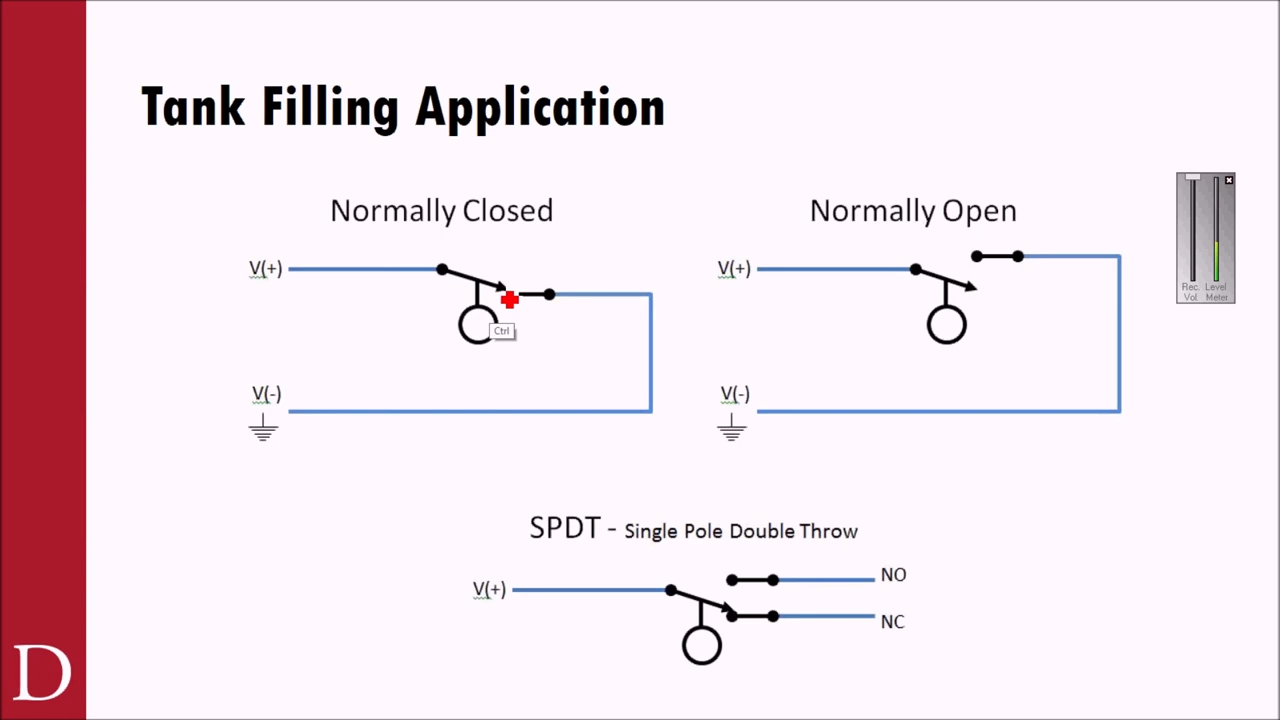 Tank Filling Application
Normally Closed
Normally Open
V(+)
V(+)
Rec. Level
Vol. Meter
Ctrl
V(-)
V(-)
SPDT - Single Pole Double Throw
V(+)
NO
NC
D